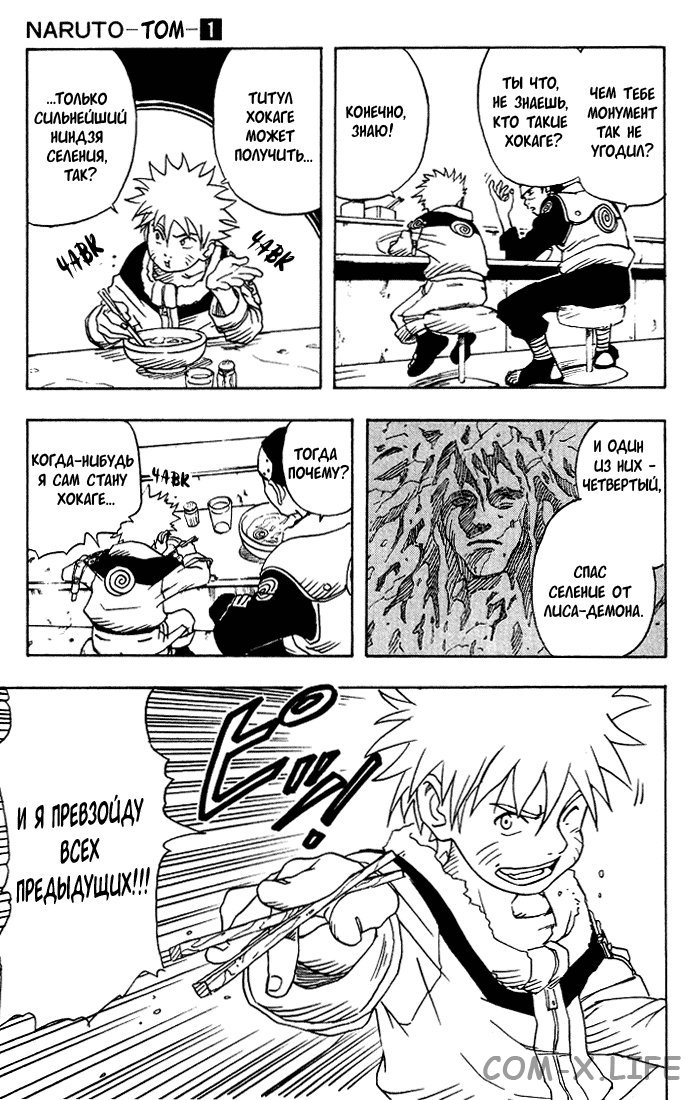 NARUTO-ТОМ-1
ЧЕМ ТЕБЕ
МОНУМЕНТ
ТАК НЕ
УГОДИЛ?
ТЫ ЧТО,
НЕ ЗНАЕШЬ,
КТО ТАКИЕ
ХОКАГЕ?
КОНЕЧНО,
ЗНАЮ!
ТИТУЛ
ХОКАГЕ
МОЖЕТ
ПОЛУЧИТЬ...
...ТОЛЬКО
СИЛЬНЕЙШИЙ
НИНДЗЯ
СЕЛЕНИЯ,
ТАК?
ЧАВК
ЧАВК
И ОДИН
ИЗ НИХ -
ЧЕТВЕРТЫЙ,
СПАС
СЕЛЕНИЕ ОТ
ЛИСА-ДЕМОНА.
ТОГДА
ПОЧЕМУ?
КОГДА-НИБУДЬ
Я САМ СТАНУ
ХОКАГЕ...
ЧАВК
ピッ!
И Я ПРЕВЗОЙДУ
ВСЕХ
ПРЕДЫДУЩИХ!!!
COM-X.LIFE